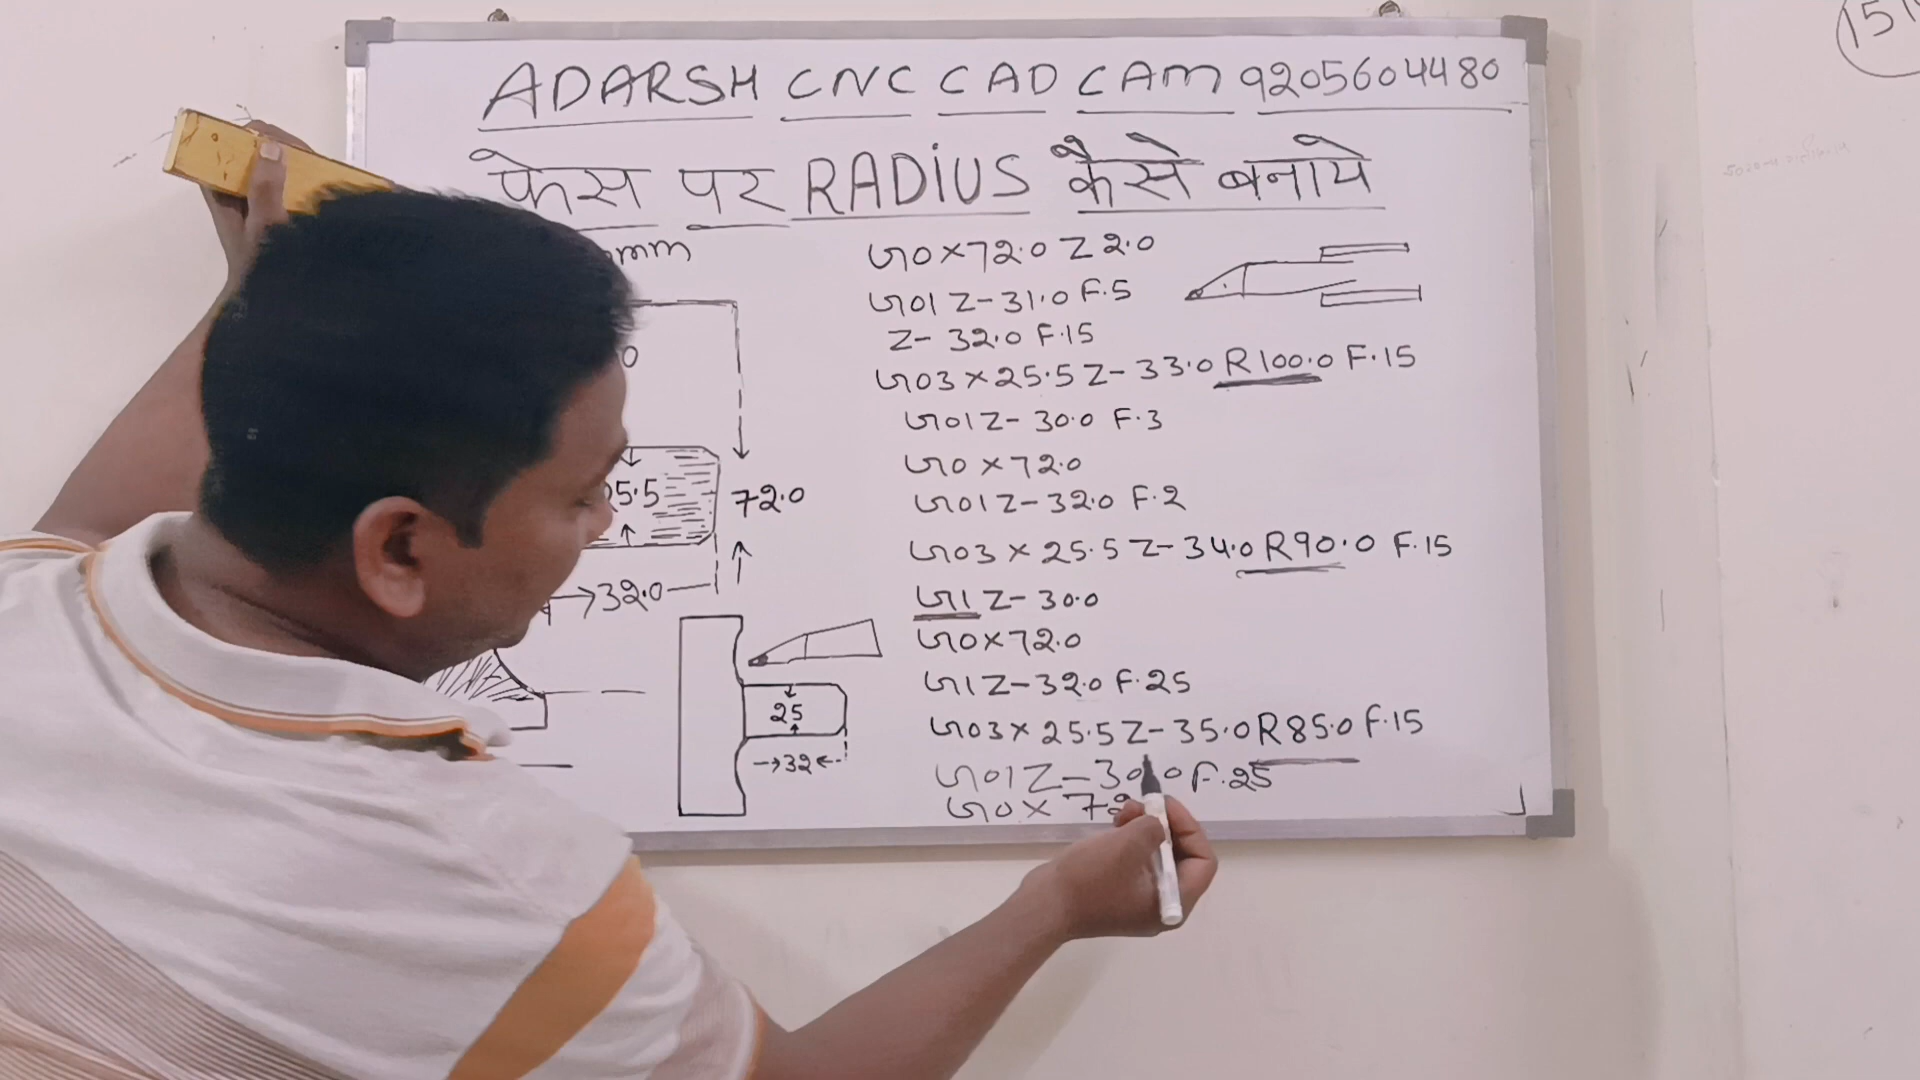 ADARSH CNC CAD CAM 9205604480
फेस पर RADIUS कैसे बनाये
mm
0
5.5
72.0
32.0
25
32
G0 X72.0 Z2.0
G01 Z-31.0 F.5
Z-32.0 F.15
G03 X25.5 Z-33.0 R100.0 F.15
G01 Z-30.0 F.3
G0 X72.0
G01 Z-32.0 F.2
G03 X25.5 Z-34.0 R90.0 F.15
G1 Z-30.0
G0 X72.0
G1 Z-32.0 F.25
G03 X25.5 Z-35.0 R85.0 F.15
G01 Z-30.0 F.25
G0 X